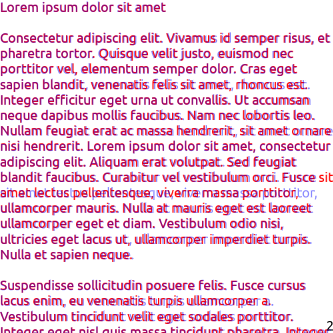 Lorem ipsum dolor sit amet
Consectetur adipiscing elit. Vivamus id semper risus, et
pharetra tortor. Quisque velit justo, euismod nec
porttitor vel, elementum semper dolor. Cras eget
sapien blandit, venenatis felis sit amet, rhoncus est.
Integer efficitur eget urna ut convallis. Ut accumsan
neque dapibus mollis faucibus. Nam nec lobortis leo.
Nullam feugiat erat ac massa hendrerit, sit amet ornare
nisi hendrerit. Lorem ipsum dolor sit amet, consectetur
adipiscing elit. Aliquam erat volutpat. Sed feugiat
blandit faucibus. Curabitur vel vestibulum orci. Fusce sit
amet lectus pellentesque, viverra massa porttitor,
ullamcorper mauris. Nulla at mauris eget est laoreet
ullamcorper eget et diam. Vestibulum odio nisi,
ultricies eget lacus ut, ullamcorper imperdiet turpis.
Nulla et sapien neque.
Suspendisse sollicitudin posuere felis. Fusce cursus
lacus enim, eu venenatis turpis ullamcorper a.
Vestibulum tincidunt velit eget sodales porttitor.
Integer eget nisl quis massa tincidunt pharetra. Integer
2